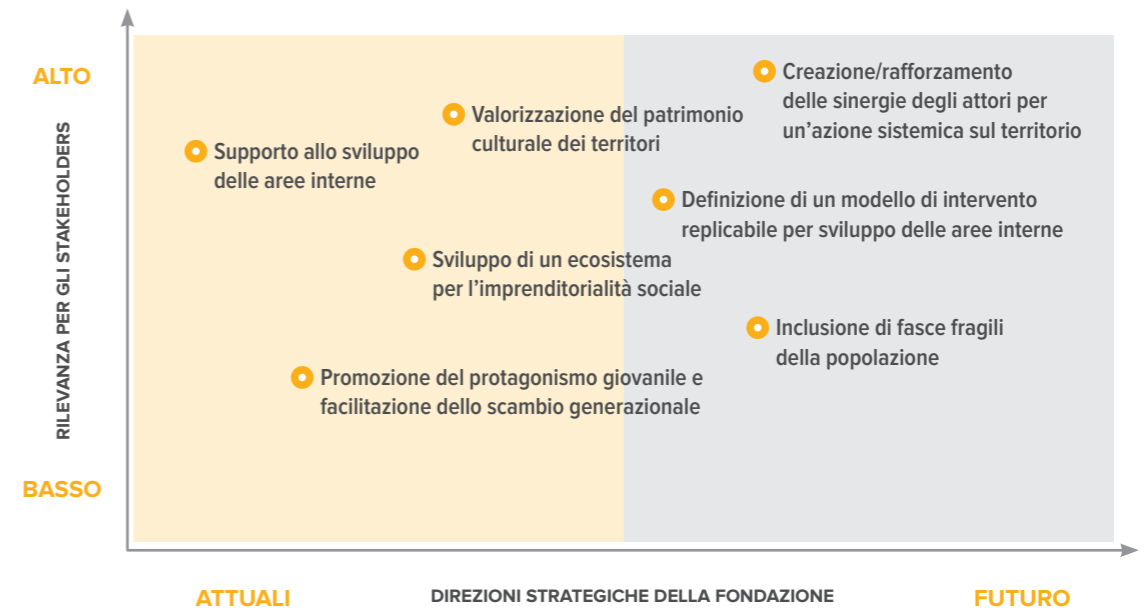 ALTO
RILEVANZA PER GLI STAKEHOLDERS
BASSO
Creazione/rafforzamento
delle sinergie degli attori per
un’azione sistemica sul territorio
Valorizzazione del patrimonio
culturale dei territori
Supporto allo sviluppo
delle aree interne
Definizione di un modello di intervento
replicabile per sviluppo delle aree interne
Sviluppo di un ecosistema
per l’imprenditorialità sociale
Inclusione di fasce fragili
della popolazione
Promozione del protagonismo giovanile e
facilitazione dello scambio generazionale
ATTUALI
DIREZIONI STRATEGICHE DELLA FONDAZIONE
FUTURO